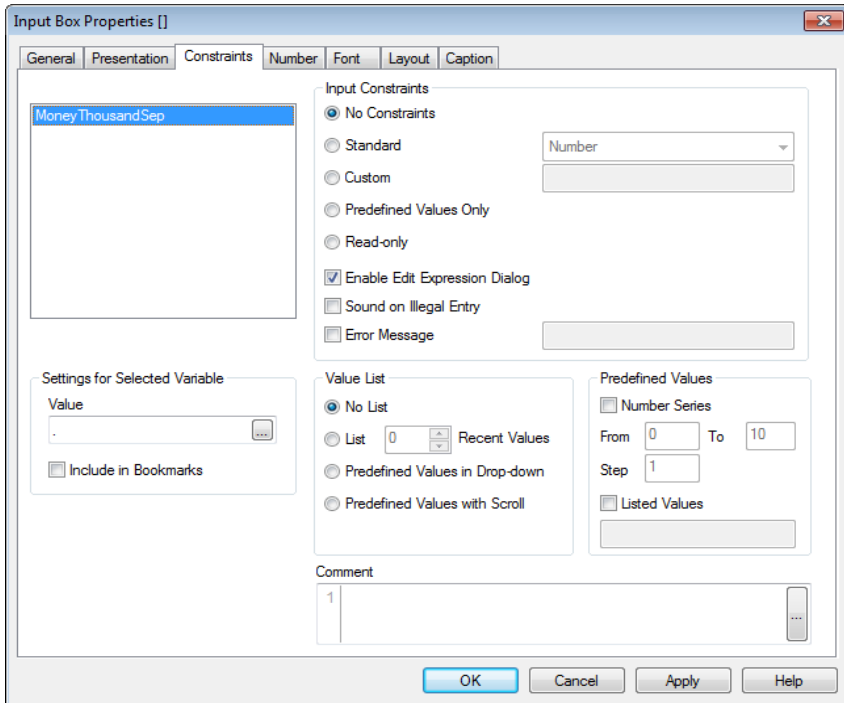 Input Box Properties []
General Presentation Constraints Number Font Layout Caption
MoneyThousandSep
Input Constraints
No Constraints
Standard Number
Custom
Predefined Values Only
Read-only
Enable Edit Expression Dialog
Sound on Illegal Entry
Error Message
Settings for Selected Variable
Value
. ...
Include in Bookmarks
Value List
No List
List 0 Recent Values
Predefined Values in Drop-down
Predefined Values with Scroll
Predefined Values
Number Series
From 0 To 10
Step 1
Listed Values
Comment
1 ...
OK Cancel Apply Help